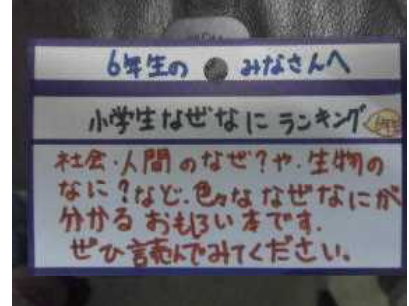 6年生の みなさんへ
小学生なぜなに ランキング
社会・人間のなぜ?や.生物の
なに?など.色々ななぜなにが
分かるおもしろい本です.
ぜひ読んでみてください。